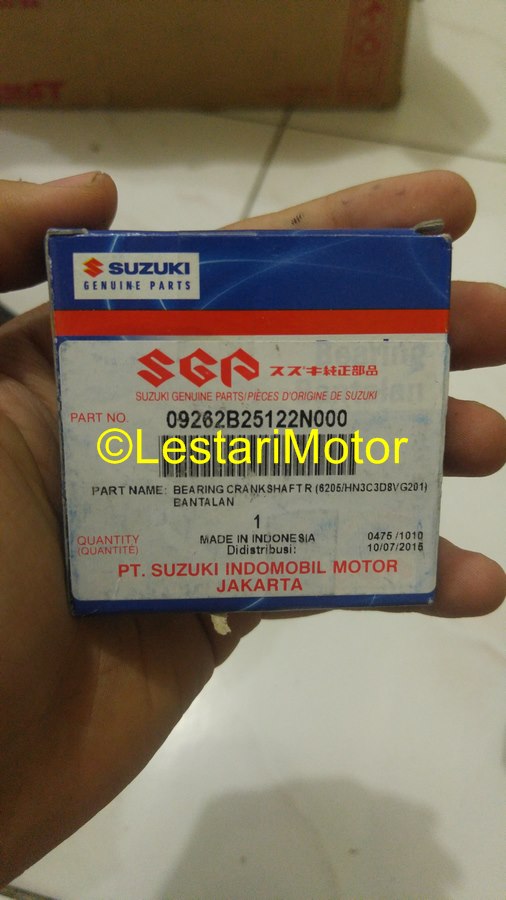 SUZUKI
GENUINE PARTS
SGP スズキ純正部品
SUZUKI GENUINE PARTS/PIÈCES D'ORIGINE DE SUZUKI
PART NO. 09262B25122N000
©LestariMotor
PART NAME: BEARING CRANKSHAFT R (6205/HN3C3D8VG201)
BANTALAN
1
QUANTITY MADE IN INDONESIA 0475 /1010
(QUANTITE) Didistribusi: 10/07/2015
PT. SUZUKI INDOMOBIL MOTOR
JAKARTA